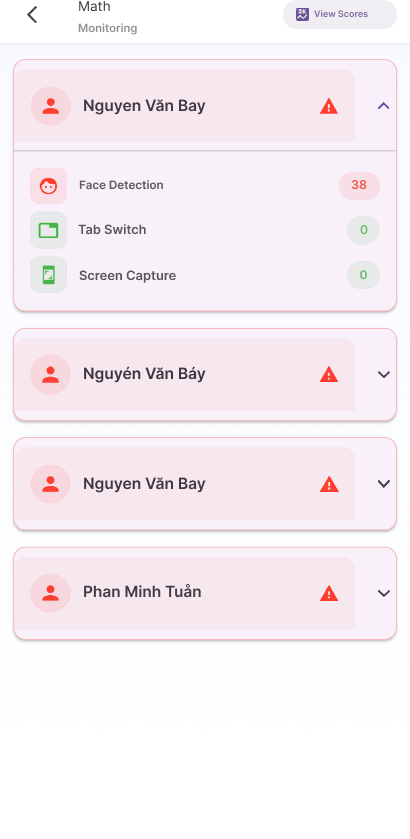 Math
Monitoring
View Scores
Nguyen Văn Bay
Face Detection
38
Tab Switch
0
Screen Capture
0
Nguyén Văn Báy
Nguyen Văn Bay
Phan Minh Tuản